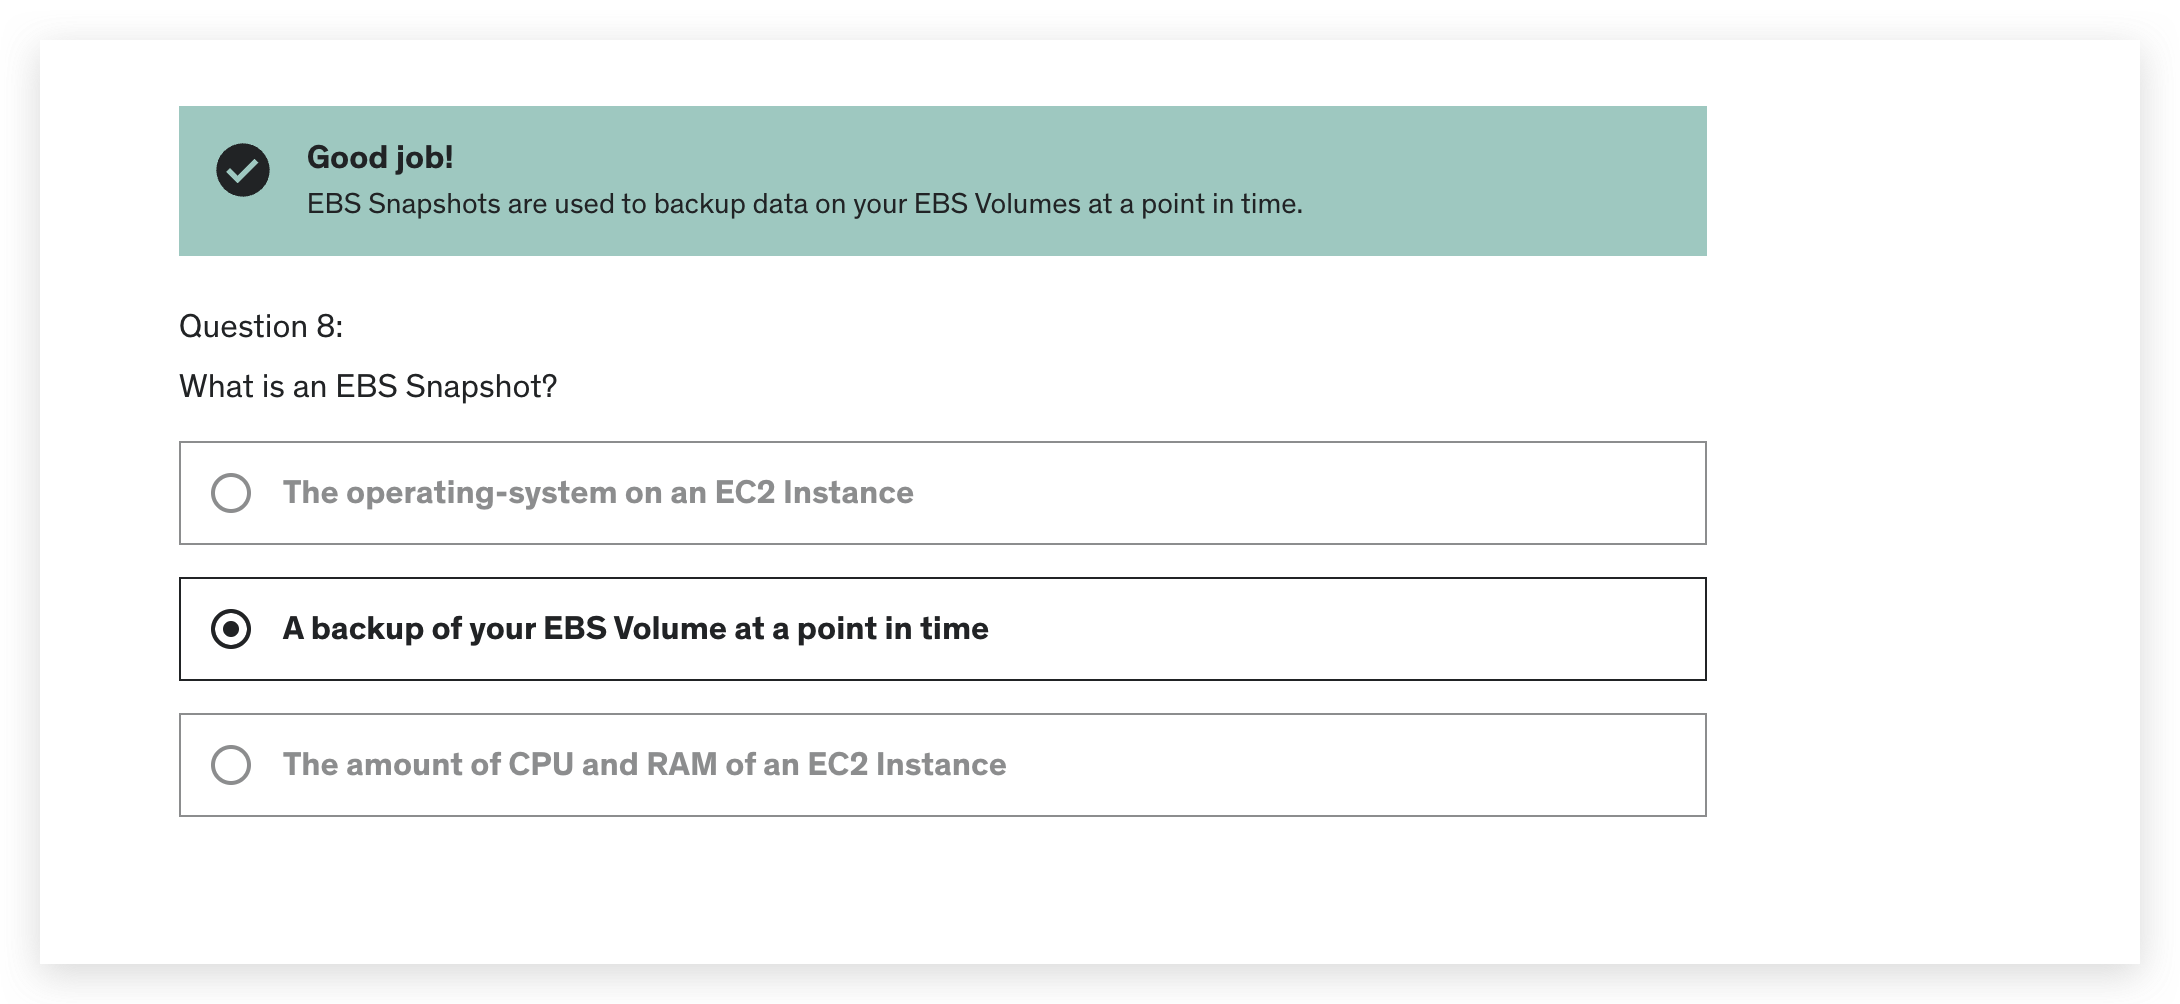 Good job!
EBS Snapshots are used to backup data on your EBS Volumes at a point in time.
Question 8:
What is an EBS Snapshot?
The operating-system on an EC2 Instance
A backup of your EBS Volume at a point in time
The amount of CPU and RAM of an EC2 Instance